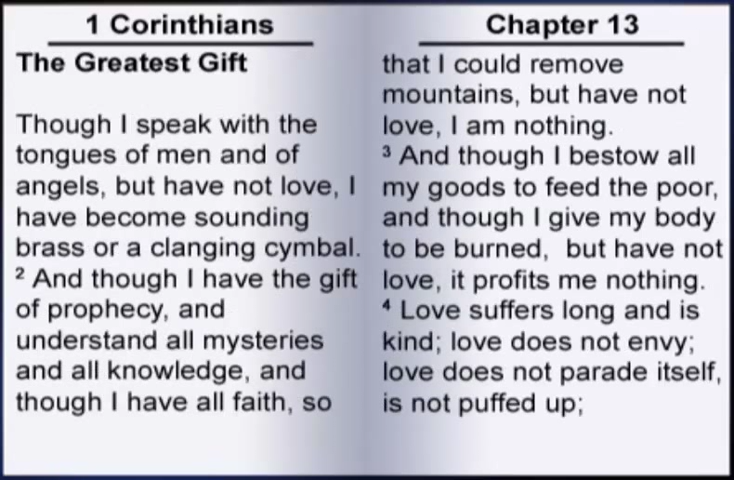 1 Corinthians
The Greatest Gift
Though I speak with the
tongues of men and of
angels, but have not love, I
have become sounding
brass or a clanging cymbal.
² And though I have the gift
of prophecy, and
understand all mysteries
and all knowledge, and
though I have all faith, so
Chapter 13
that I could remove
mountains, but have not
love, I am nothing.
³ And though I bestow all
my goods to feed the poor,
and though I give my body
to be burned,  but have not
love, it profits me nothing.
⁴ Love suffers long and is
kind; love does not envy;
love does not parade itself,
is not puffed up;